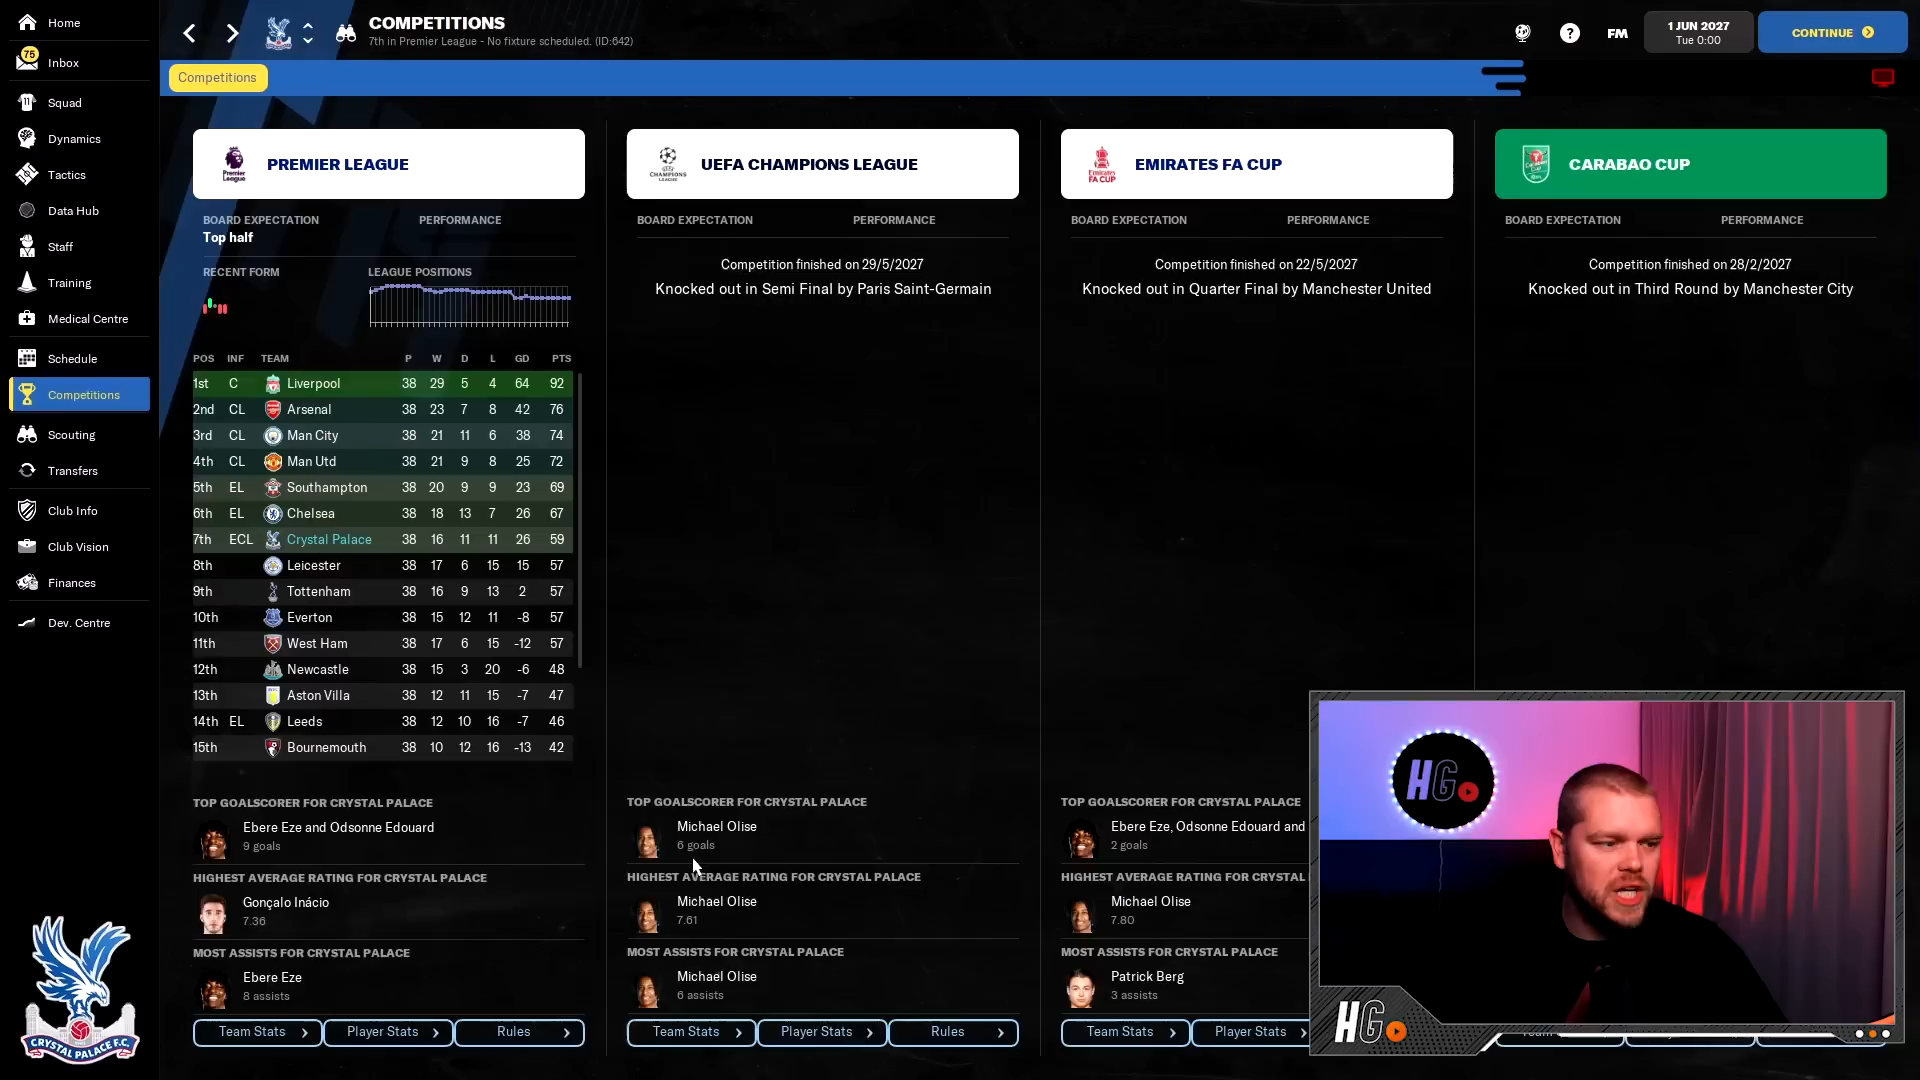 Home
75
Inbox
Squad
Dynamics
Tactics
Data Hub
Staff
Training
Medical Centre
Schedule
Competitions
Scouting
Transfers
Club Info
Club Vision
Finances
Dev. Centre
CRYSTAL PALACE F.C.
COMPETITIONS
7th in Premier League - No fixture scheduled. (ID:642)
?
FM
1 JUN 2027
Tue 0:00
CONTINUE
Competitions
Premier League
PREMIER LEAGUE
BOARD EXPECTATION PERFORMANCE
Top half
RECENT FORM LEAGUE POSITIONS
POS INF TEAM P W D L GD PTS
1st C Liverpool 38 29 5 4 64 92
2nd CL Arsenal 38 23 7 8 42 76
3rd CL Man City 38 21 11 6 38 74
4th CL Man Utd 38 21 9 8 25 72
5th EL Southampton 38 20 9 9 23 69
6th EL Chelsea 38 18 13 7 26 67
7th ECL Crystal Palace 38 16 11 11 26 59
8th Leicester 38 17 6 15 15 57
9th Tottenham 38 16 9 13 2 57
10th Everton 38 15 12 11 -8 57
11th West Ham 38 17 6 15 -12 57
12th Newcastle 38 15 3 20 -6 48
13th Aston Villa 38 12 11 15 -7 47
14th EL Leeds 38 12 10 16 -7 46
15th Bournemouth 38 10 12 16 -13 42
TOP GOALSCORER FOR CRYSTAL PALACE
Ebere Eze and Odsonne Edouard
9 goals
HIGHEST AVERAGE RATING FOR CRYSTAL PALACE
Gonçalo Inácio
7.36
MOST ASSISTS FOR CRYSTAL PALACE
Ebere Eze
8 assists
Team Stats Player Stats Rules
CHAMPIONS LEAGUE
UEFA CHAMPIONS LEAGUE
BOARD EXPECTATION PERFORMANCE
Competition finished on 29/5/2027
Knocked out in Semi Final by Paris Saint-Germain
TOP GOALSCORER FOR CRYSTAL PALACE
Michael Olise
6 goals
HIGHEST AVERAGE RATING FOR CRYSTAL PALACE
Michael Olise
7.61
MOST ASSISTS FOR CRYSTAL PALACE
Michael Olise
6 assists
Team Stats Player Stats Rules
Emirates FA CUP
EMIRATES FA CUP
BOARD EXPECTATION PERFORMANCE
Competition finished on 22/5/2027
Knocked out in Quarter Final by Manchester United
TOP GOALSCORER FOR CRYSTAL PALACE
Ebere Eze, Odsonne Edouard and
2 goals
HIGHEST AVERAGE RATING FOR CRYSTAL
Michael Olise
7.80
MOST ASSISTS FOR CRYSTAL PALACE
Patrick Berg
3 assists
Team Stats Player Stats
CARABAO CUP
BOARD EXPECTATION PERFORMANCE
Competition finished on 28/2/2027
Knocked out in Third Round by Manchester City
HG
HG